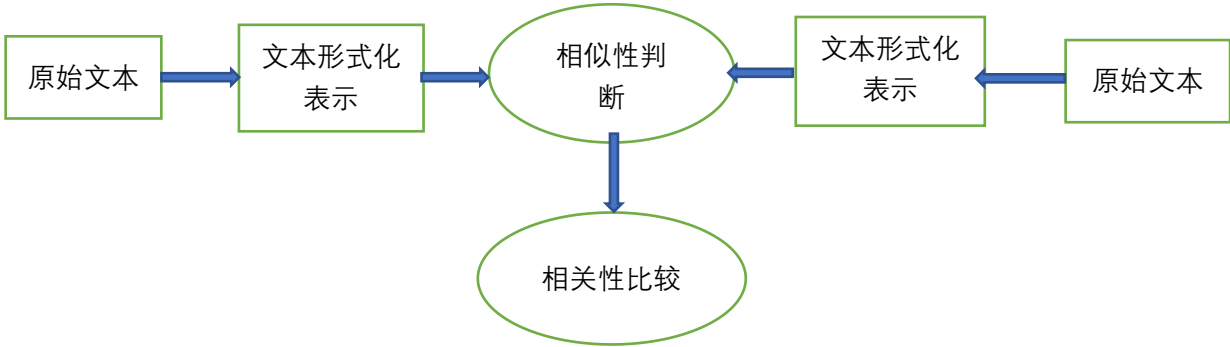 原始文本
文本形式化
表示
相似性判
断
文本形式化
表示
原始文本
相关性比较